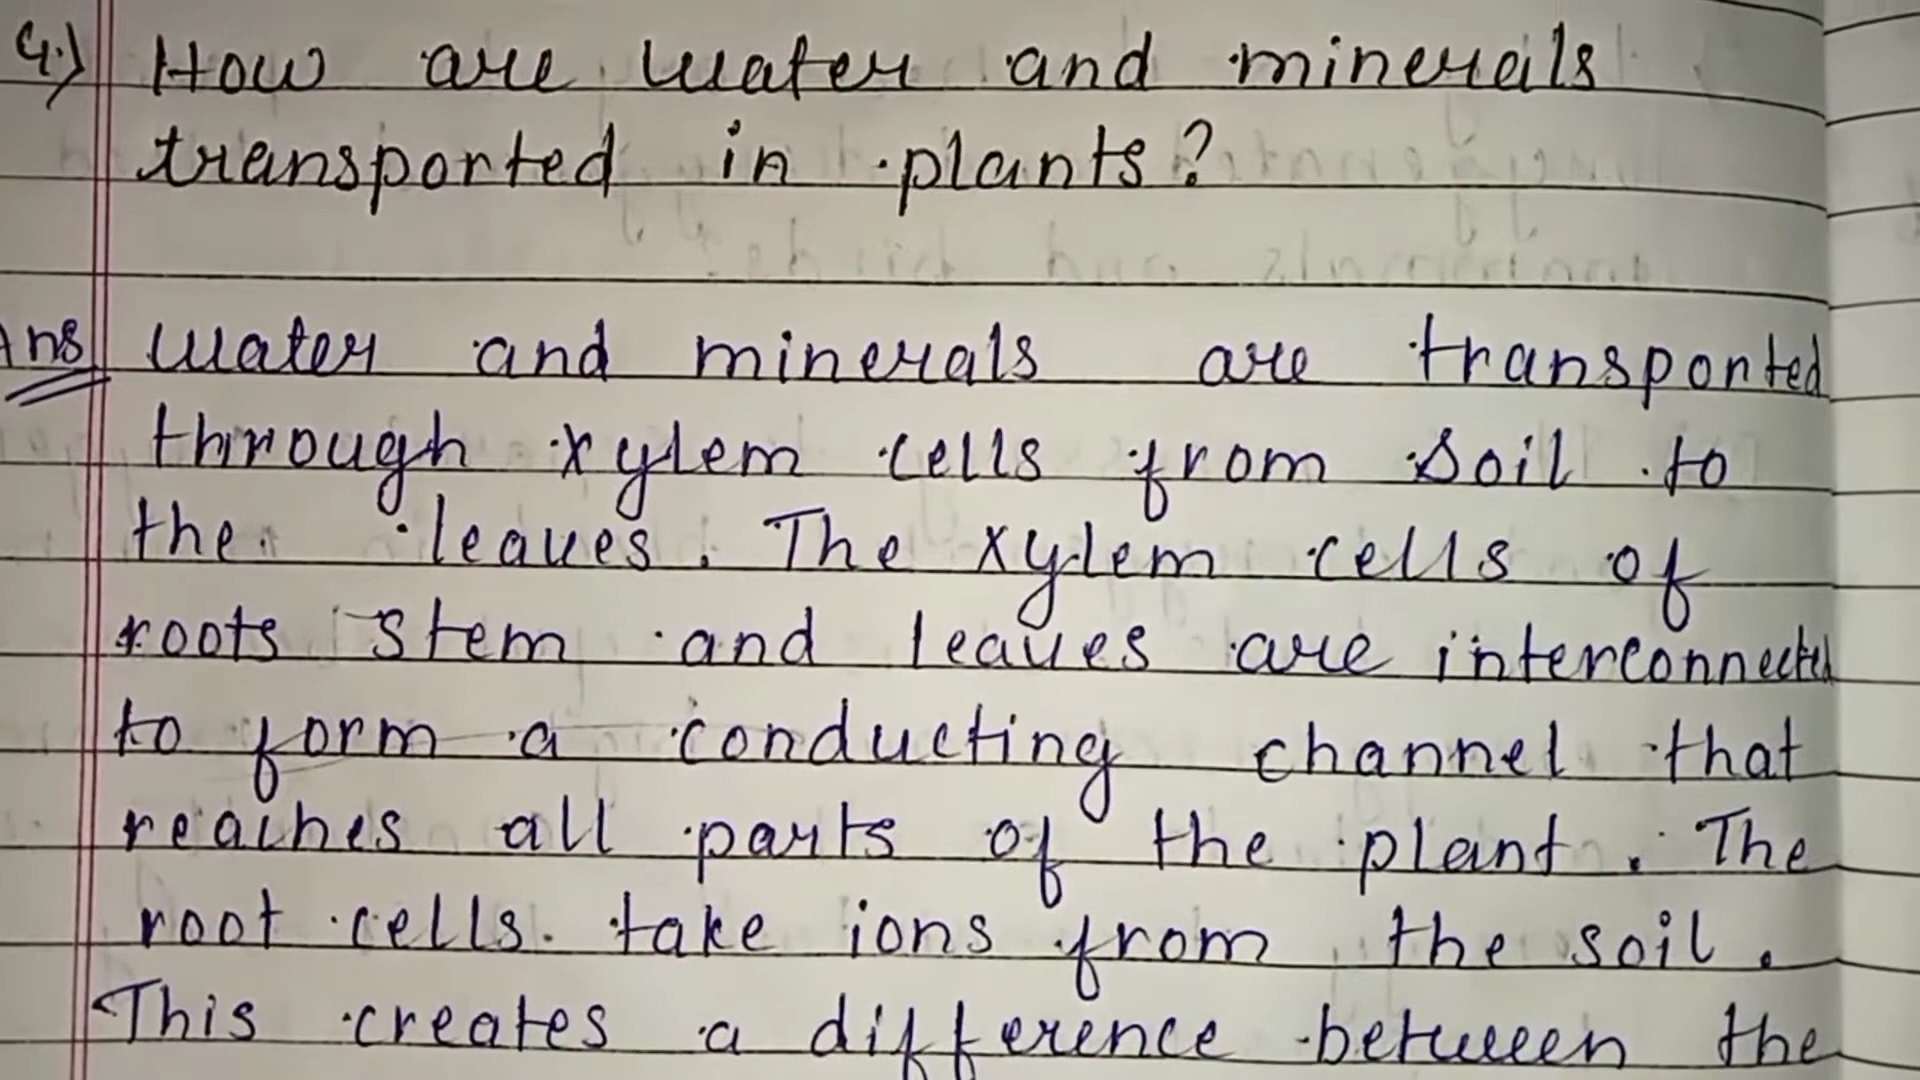 4.) How are water and minerals
transported in plants?
Ans water and minerals are transported
through xylem cells from soil to
the leaves. The xylem cells of
roots stem and leaves are interconnected
to form a conducting channel that
reaches all parts of the plant. The
root cells take ions from the soil.
This creates a difference between the